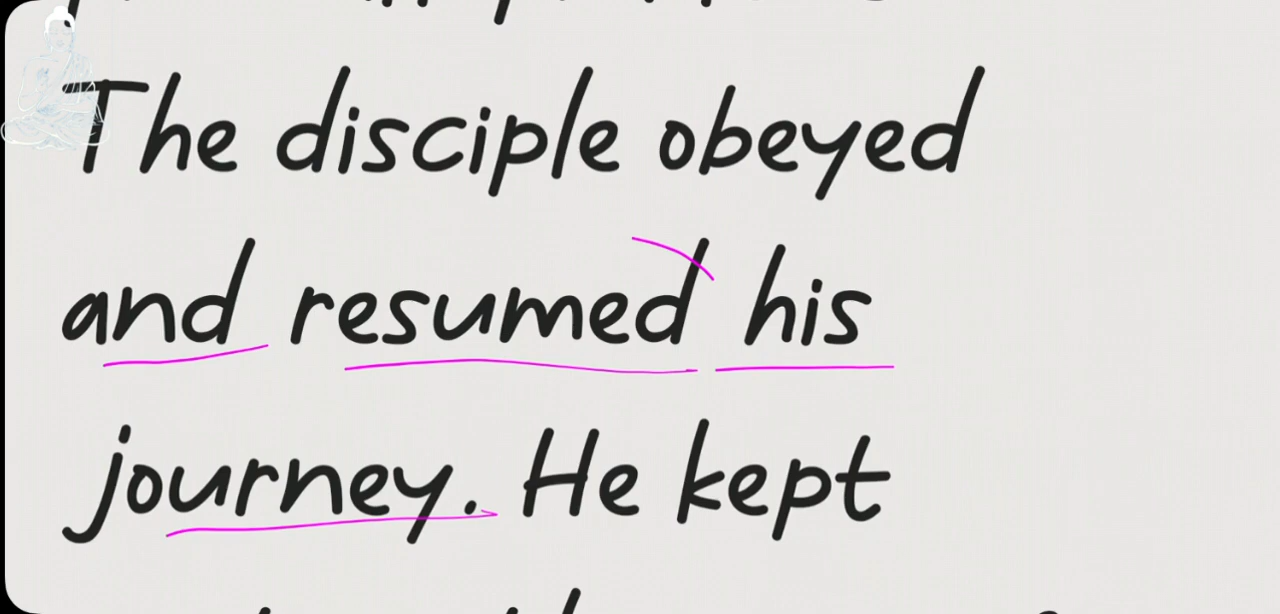 The disciple obeyed
and resumed his
journey. He kept